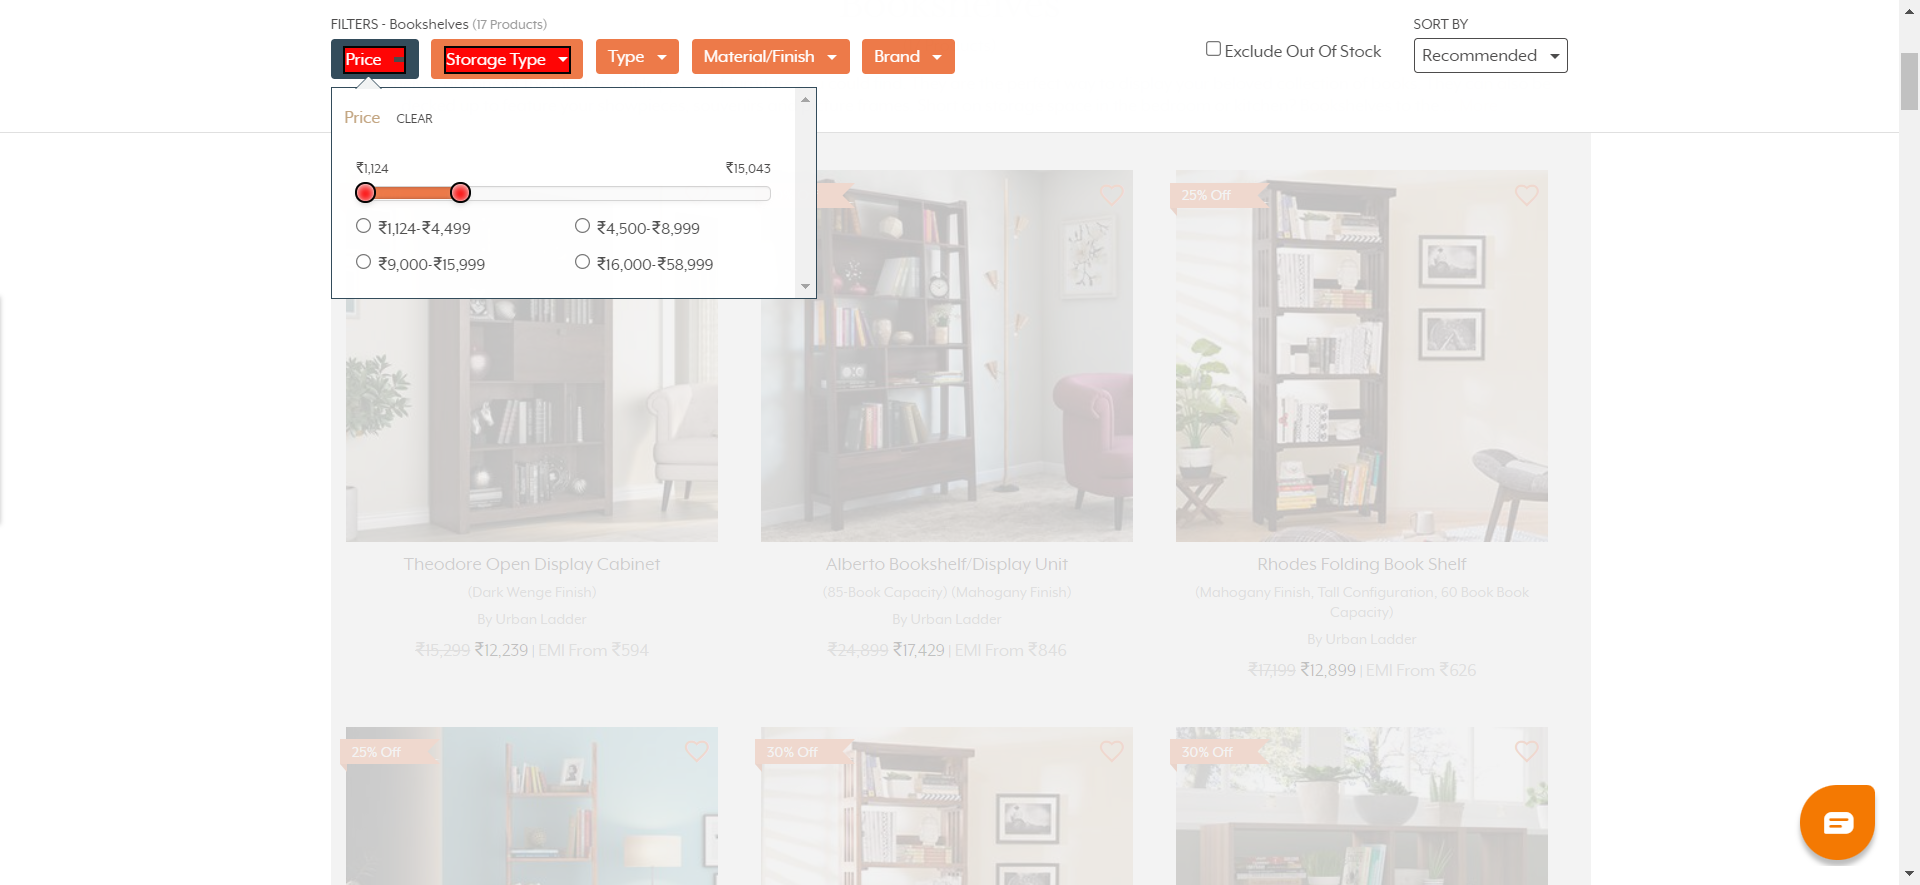 FILTERS - Bookshelves (17 Products)
SORT BY
Price
Storage Type
Type
Material/Finish
Brand
Exclude Out Of Stock
Recommended
Price CLEAR
₹1,124
₹15,043
₹1,124-₹4,499
₹4,500-₹8,999
₹9,000-₹15,999
₹16,000-₹58,999
25% Off
Theodore Open Display Cabinet
(Dark Wenge Finish)
By Urban Ladder
₹15,299 ₹12,239 | EMI From ₹594
Alberto Bookshelf/Display Unit
(85-Book Capacity) (Mahogany Finish)
By Urban Ladder
₹24,899 ₹17,429 | EMI From ₹846
Rhodes Folding Book Shelf
(Mahogany Finish, Tall Configuration, 60 Book Book
Capacity)
By Urban Ladder
₹17,199 ₹12,899 | EMI From ₹626
25% Off
30% Off
30% Off